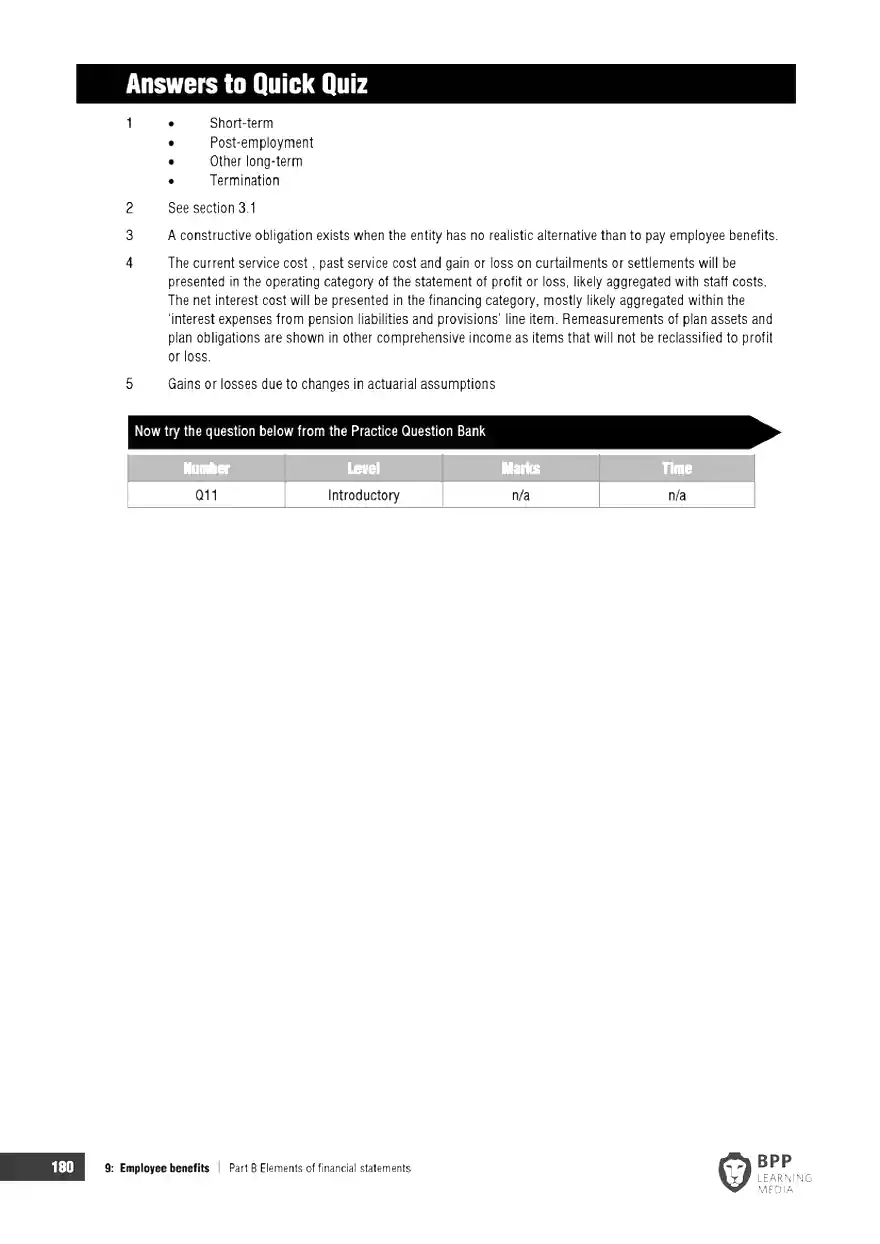 Answers to Quick Quiz
1 • Short-term
• Post-employment
• Other long-term
• Termination
2 See section 3.1
3 A constructive obligation exists when the entity has no realistic alternative than to pay employee benefits.
4 The current service cost , past service cost and gain or loss on curtailments or settlements will be
presented in the operating category of the statement of profit or loss, likely aggregated with staff costs.
The net interest cost will be presented in the financing category, mostly likely aggregated within the
'interest expenses from pension liabilities and provisions' line item. Remeasurements of plan assets and
plan obligations are shown in other comprehensive income as items that will not be reclassified to profit
or loss.
5 Gains or losses due to changes in actuarial assumptions
Now try the question below from the Practice Question Bank
Number Level Marks Time
Q11 Introductory n/a n/a
180 9: Employee benefits | Part B Elements of financial statements
BPP
LEARNING
MEDIA